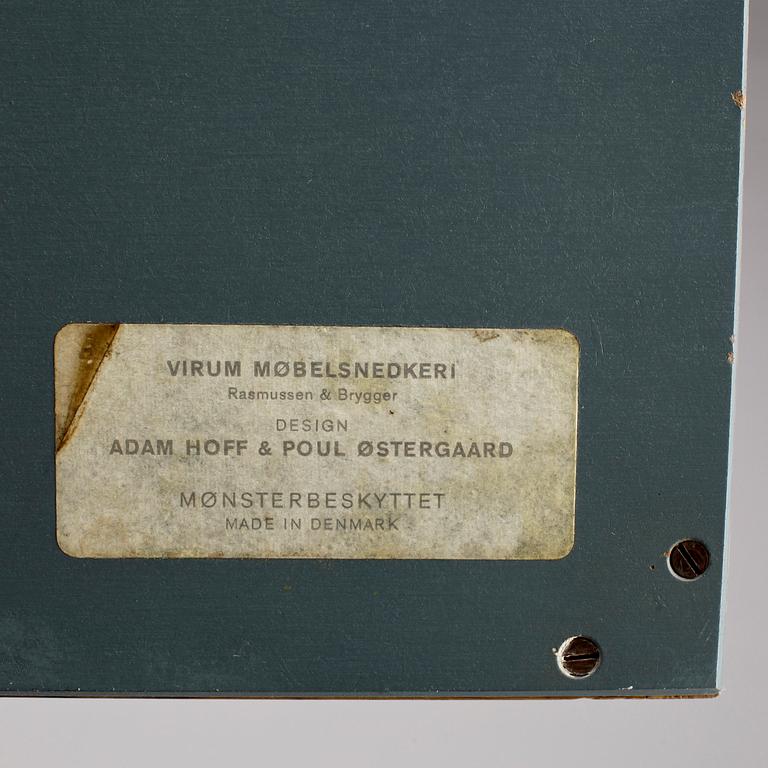 VIRUM MØBELSNEDKERI
Rasmussen & Brygger
DESIGN
ADAM HOFF & POUL ØSTERGAARD
MØNSTERBESKYTTET
MADE IN DENMARK